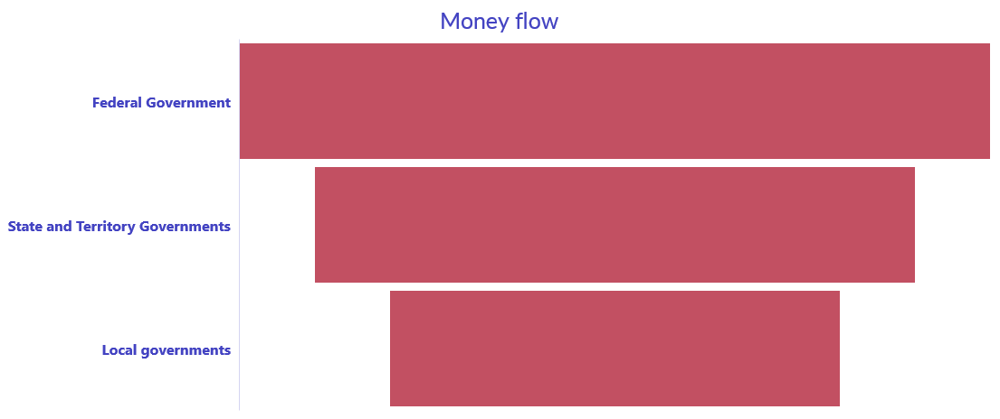 Money flow
Federal Government
State and Territory Governments
Local governments